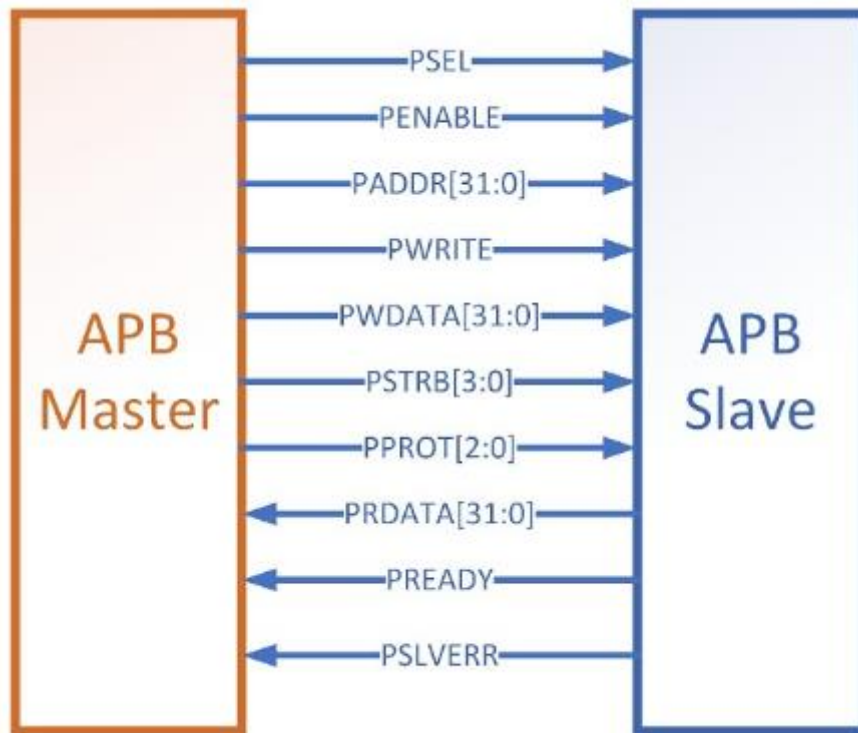 PSEL
PENABLE
PADDR[31:0]
PWRITE
PWDATA[31:0]
APB
Master
APB
Slave
PSTRB[3:0]
PPROT[2:0]
PRDATA[31:0]
PREADY
PSLVERR